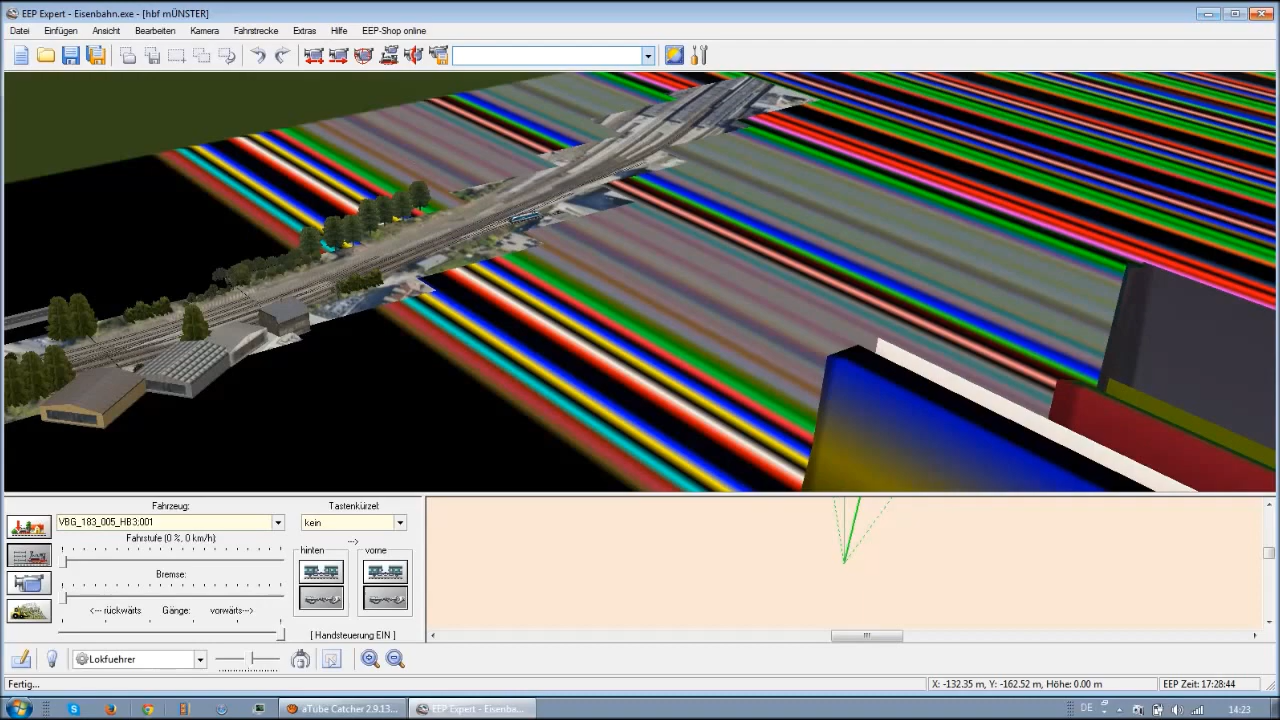 EEP Expert - Eisenbahn.exe - [hbf mÜNSTER]
Datei Einfügen Ansicht Bearbeiten Kamera Fahrstrecke Extras Hilfe EEP-Shop online
Fahrzeug: Tastenkürzel:
VBG_183_005_HB3;001 kein
Fahrstufe (0 %, 0 km/h): --->
hinten vorne
Bremse:
<--- rückwärts Gänge: vorwärts--->
[ Handsteuerung EIN ]
Lokfuehrer
Fertig... X: -132.35 m, Y: -162.52 m, Höhe: 0.00 m EEP Zeit: 17:28:44
aTube Catcher 2.9.13... EEP Expert - Eisenba... DE 14:23